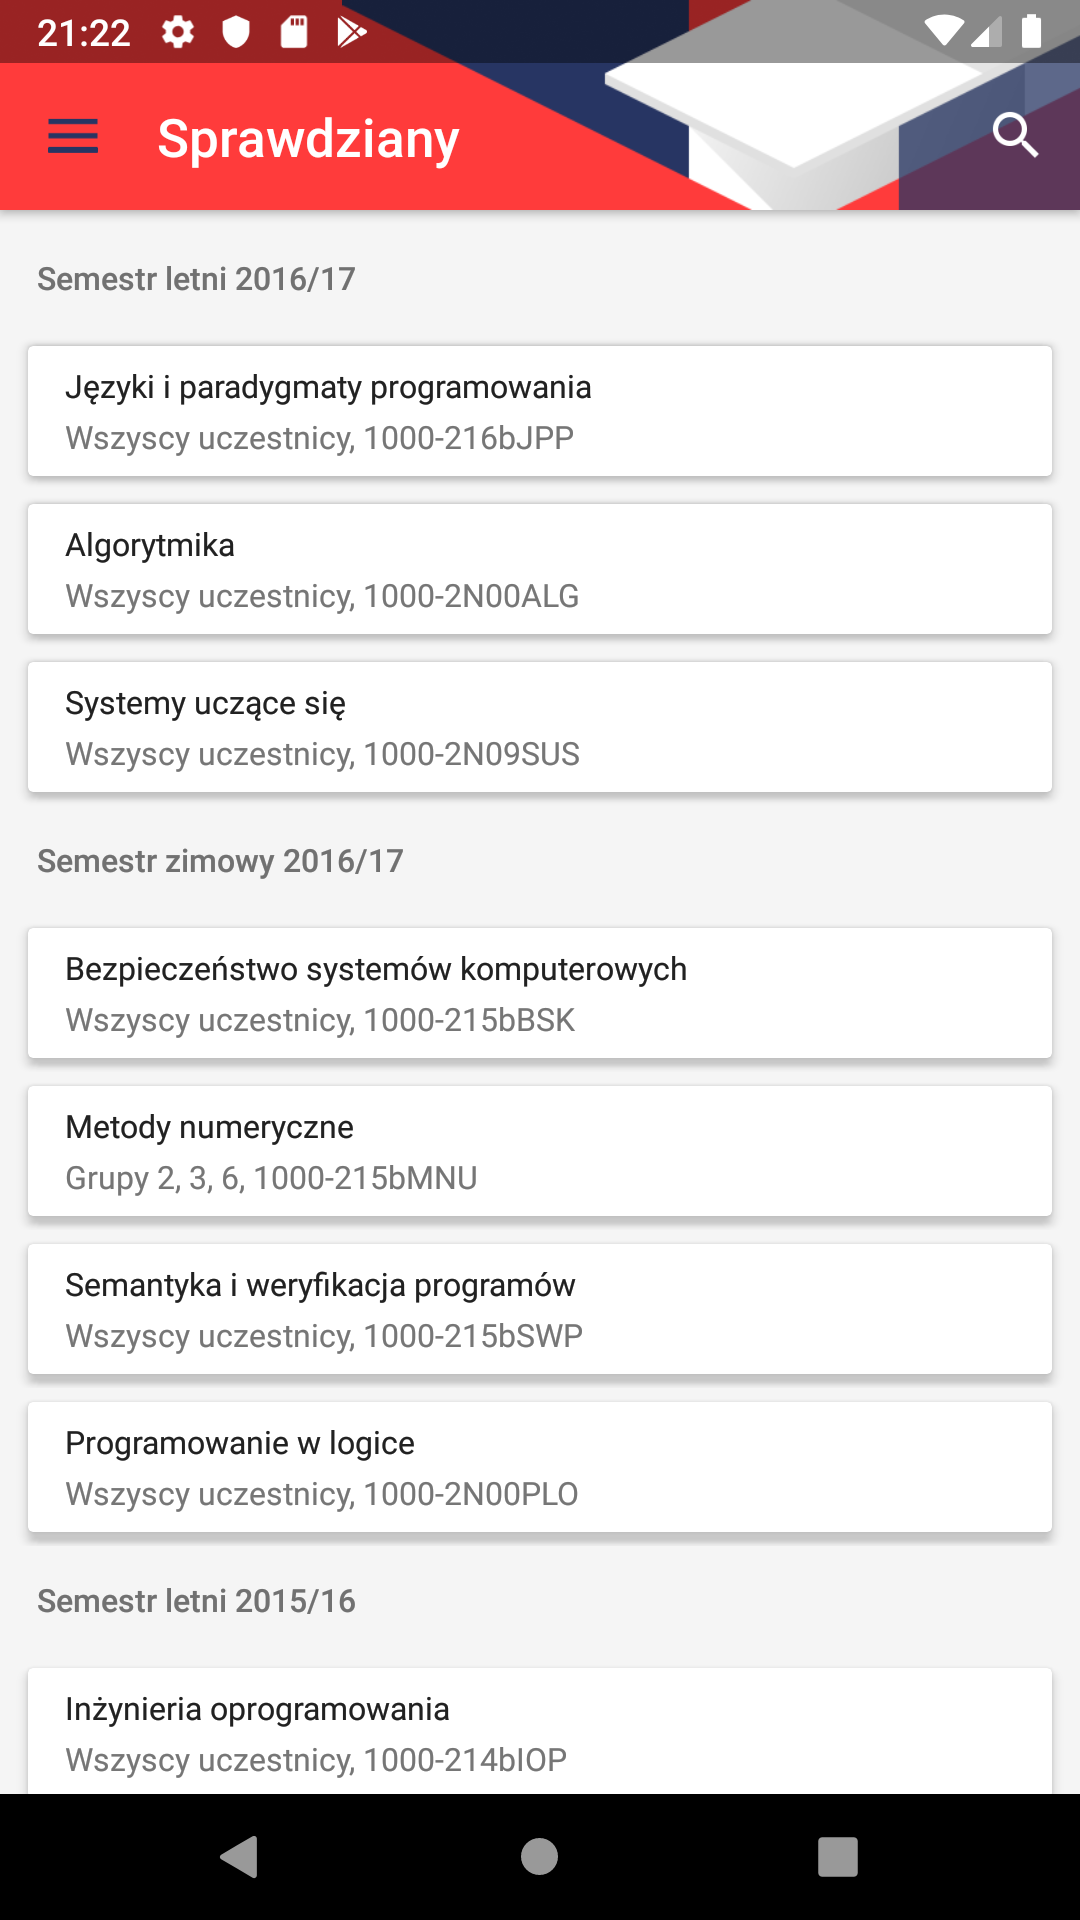 21:22
Sprawdziany
Semestr letni 2016/17
Języki i paradygmaty programowania
Wszyscy uczestnicy, 1000-216bJPP
Algorytmika
Wszyscy uczestnicy, 1000-2N00ALG
Systemy uczące się
Wszyscy uczestnicy, 1000-2N09SUS
Semestr zimowy 2016/17
Bezpieczeństwo systemów komputerowych
Wszyscy uczestnicy, 1000-215bBSK
Metody numeryczne
Grupy 2, 3, 6, 1000-215bMNU
Semantyka i weryfikacja programów
Wszyscy uczestnicy, 1000-215bSWP
Programowanie w logice
Wszyscy uczestnicy, 1000-2N00PLO
Semestr letni 2015/16
Inżynieria oprogramowania
Wszyscy uczestnicy, 1000-214bIOP